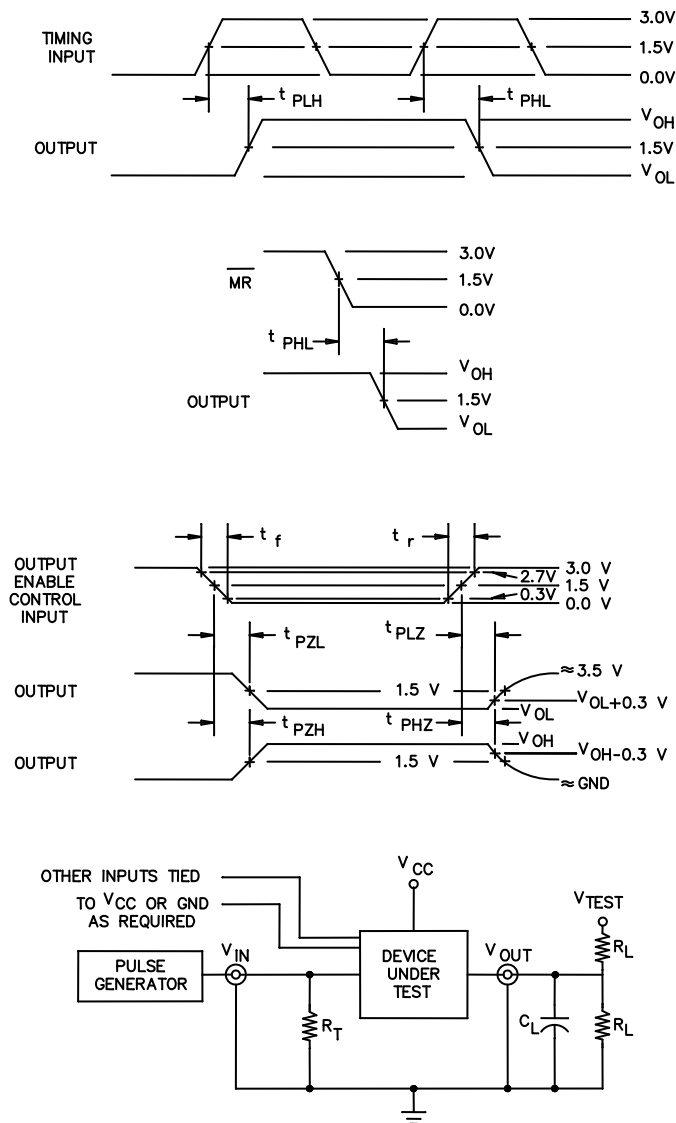 TIMING
INPUT
3.0V
1.5V
0.0V
t PLH
t PHL
OUTPUT
VOH
1.5V
VOL
MR
3.0V
1.5V
0.0V
t PHL
OUTPUT
VOH
1.5V
VOL
t f
t r
OUTPUT
ENABLE
CONTROL
INPUT
3.0 V
2.7V
1.5 V
0.3V
0.0 V
t PZL
t PLZ
OUTPUT
1.5 V
≈3.5 V
VOL+0.3 V
VOL
t PZH
t PHZ
OUTPUT
1.5 V
VOH
VOH-0.3 V
≈GND
OTHER INPUTS TIED
TO VCC OR GND
AS REQUIRED
VCC
VTEST
RL
PULSE
GENERATOR
VIN
DEVICE
UNDER
TEST
VOUT
RT
CL
RL